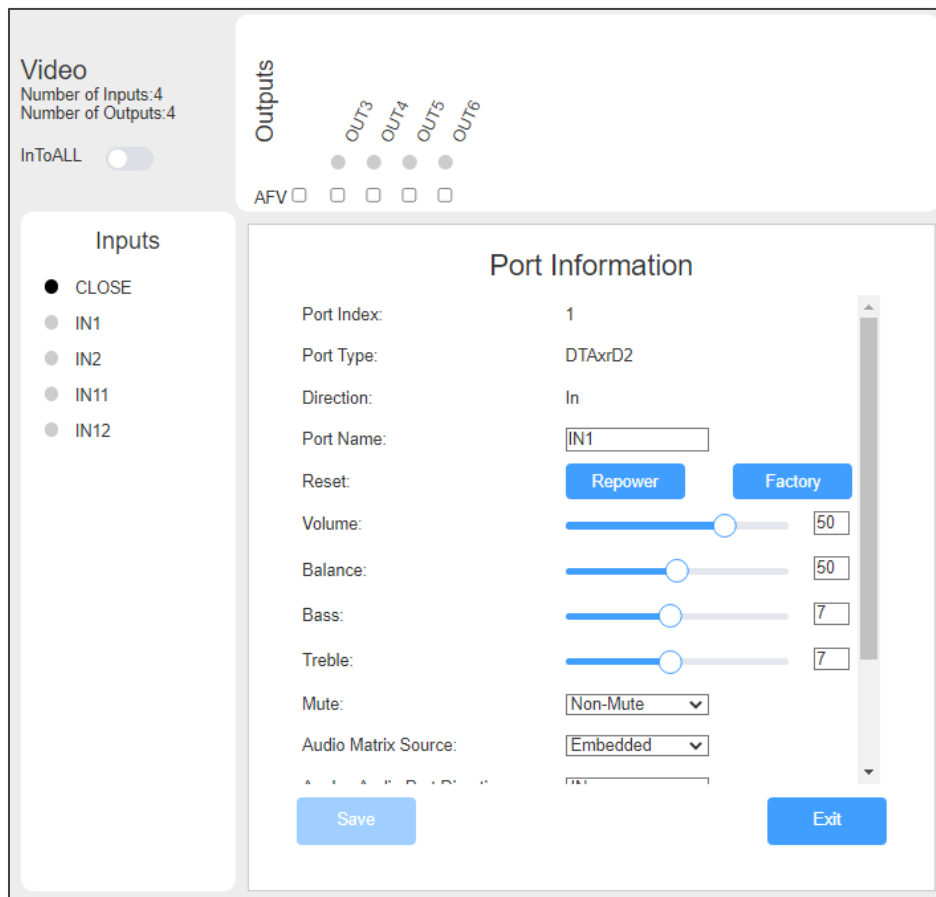 Video
Number of Inputs:4
Number of Outputs:4
InToALL
Outputs
OUT3 OUT4 OUT5 OUT6
AFV
Inputs
CLOSE
IN1
IN2
IN11
IN12
Port Information
Port Index: 1
Port Type: DTAxrD2
Direction: In
Port Name: IN1
Reset: Repower Factory
Volume: 50
Balance: 50
Bass: 7
Treble: 7
Mute: Non-Mute
Audio Matrix Source: Embedded
Save Exit